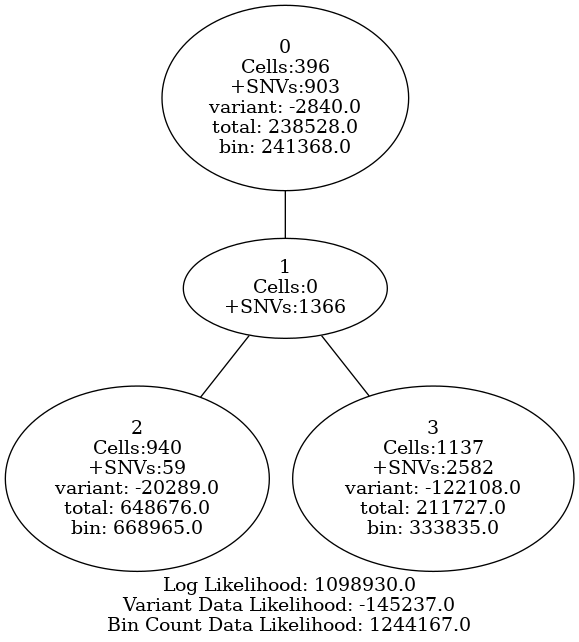 0
Cells:396
+SNVs:903
variant: -2840.0
total: 238528.0
bin: 241368.0
1
Cells:0
+SNVs:1366
2
Cells:940
+SNVs:59
variant: -20289.0
total: 648676.0
bin: 668965.0
3
Cells:1137
+SNVs:2582
variant: -122108.0
total: 211727.0
bin: 333835.0
Log Likelihood: 1098930.0
Variant Data Likelihood: -145237.0
Bin Count Data Likelihood: 1244167.0